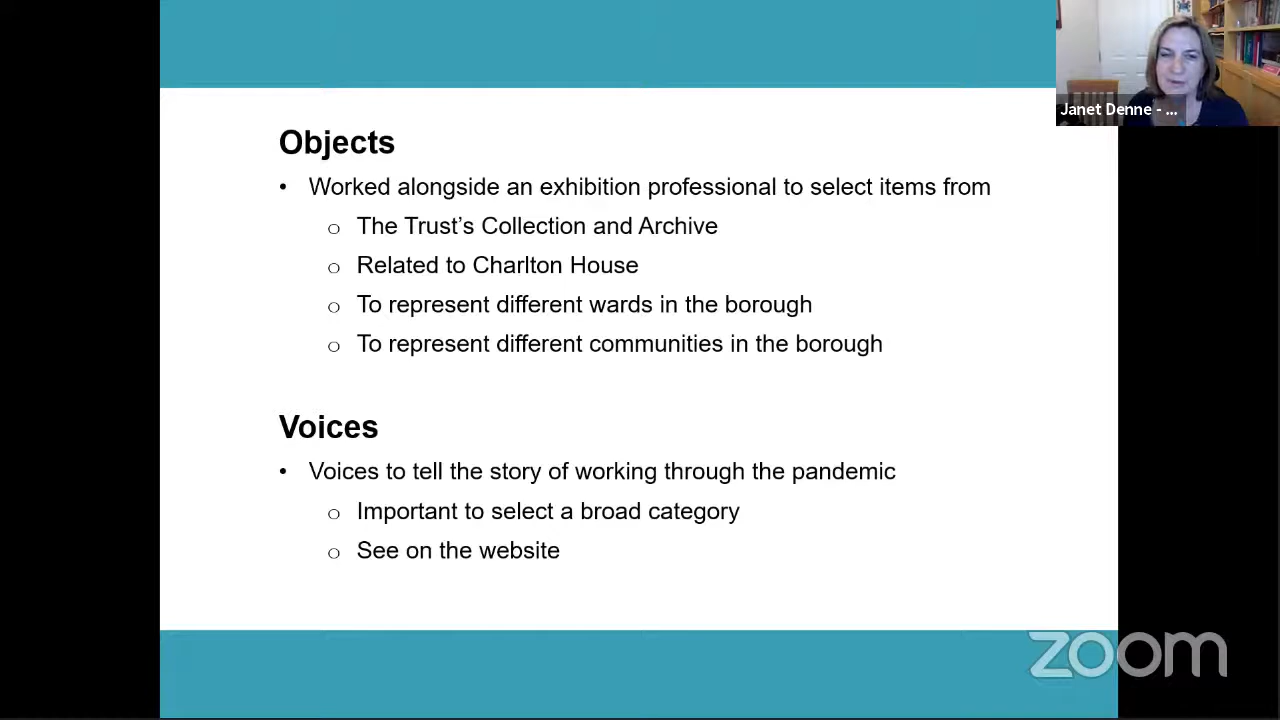 Janet Denne - ...
Objects
• Worked alongside an exhibition professional to select items from
o The Trust’s Collection and Archive
o Related to Charlton House
o To represent different wards in the borough
o To represent different communities in the borough
Voices
• Voices to tell the story of working through the pandemic
o Important to select a broad category
o See on the website
zoom